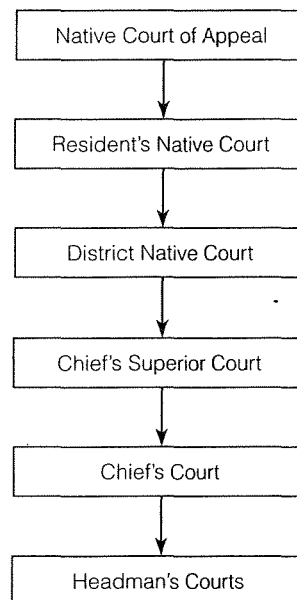 Native Court of Appeal
Resident's Native Court
District Native Court
Chief's Superior Court
Chief's Court
Headman's Courts